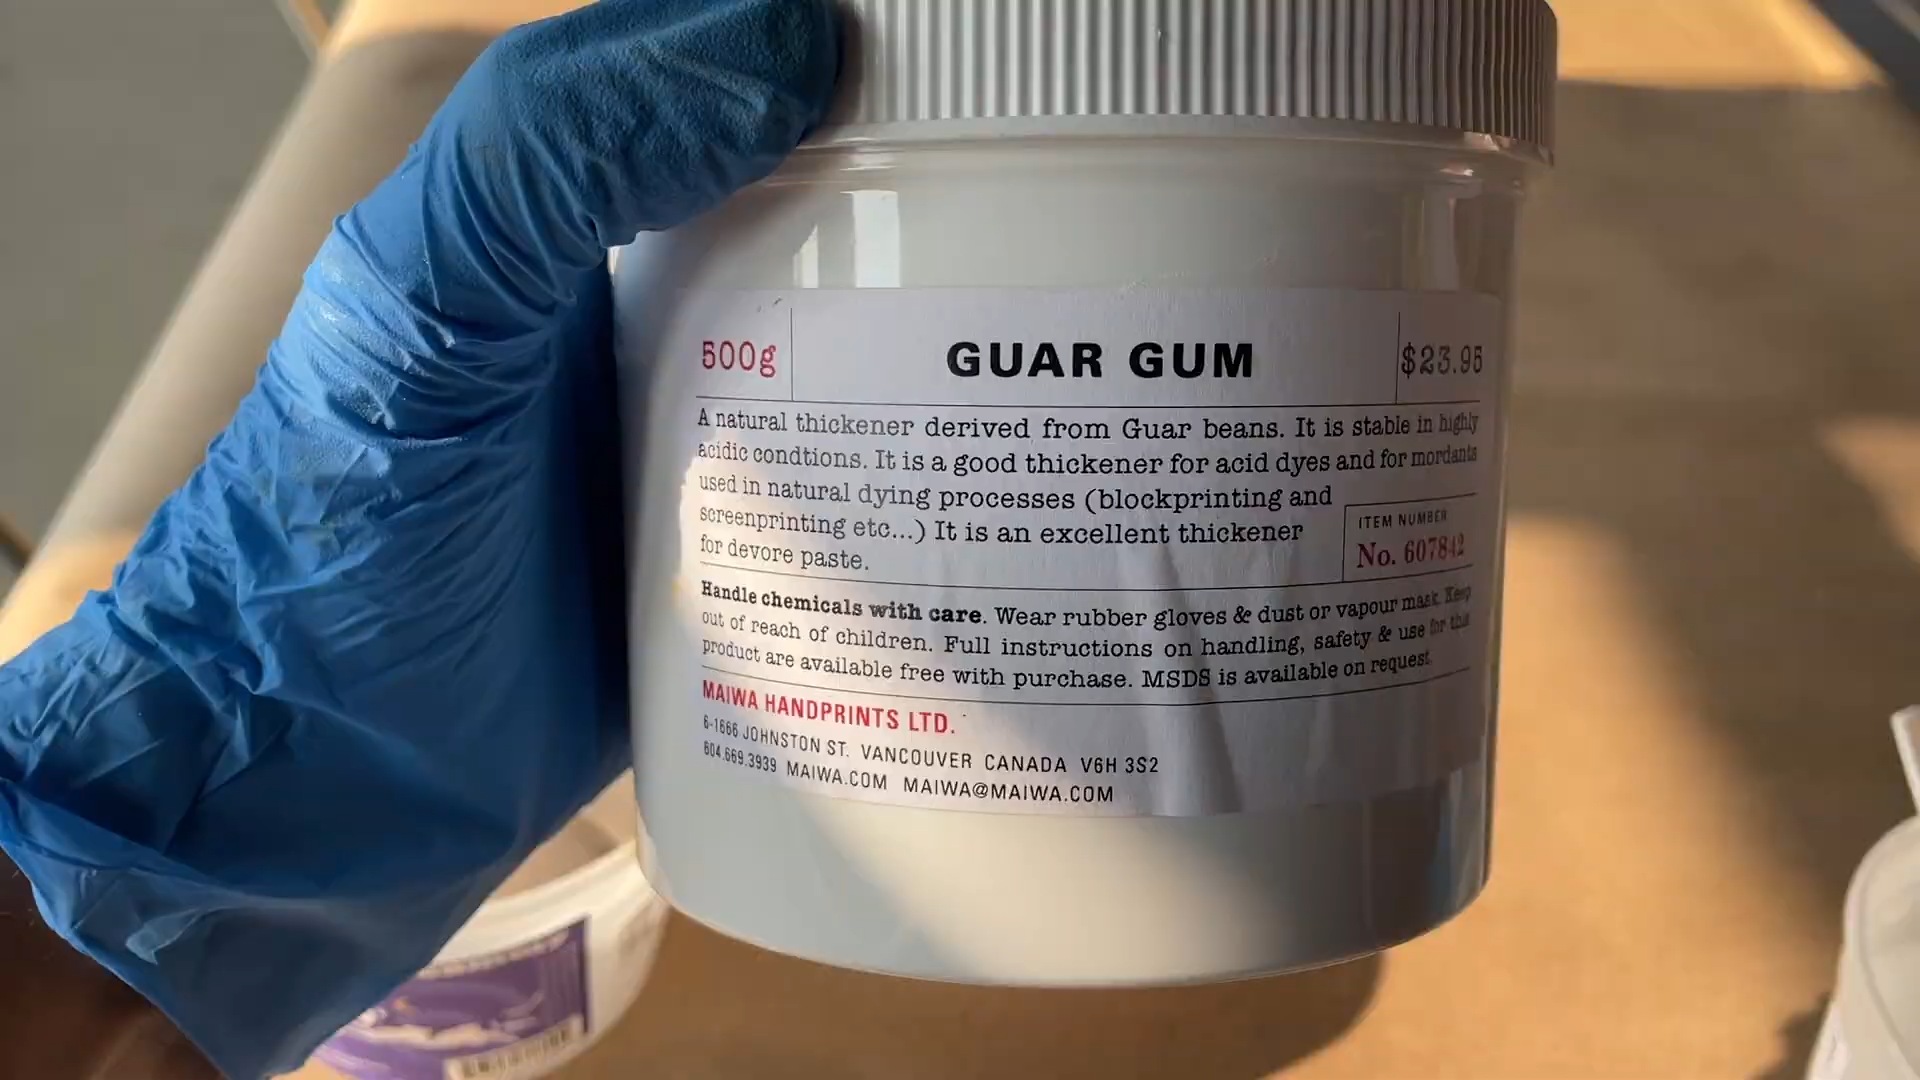 500g GUAR GUM $23.95
A natural thickener derived from Guar beans. It is stable in highly
acidic condtions. It is a good thickener for acid dyes and for mordants
used in natural dying processes (blockprinting and
screenprinting etc...) It is an excellent thickener
for devore paste.
ITEM NUMBER
No. 607842
Handle chemicals with care. Wear rubber gloves & dust or vapour mask. Keep
out of reach of children. Full instructions on handling, safety & use for this
product are available free with purchase. MSDS is available on request.
MAIWA HANDPRINTS LTD.
6-1666 JOHNSTON ST. VANCOUVER CANADA V6H 3S2
604.669.3939 MAIWA.COM MAIWA@MAIWA.COM